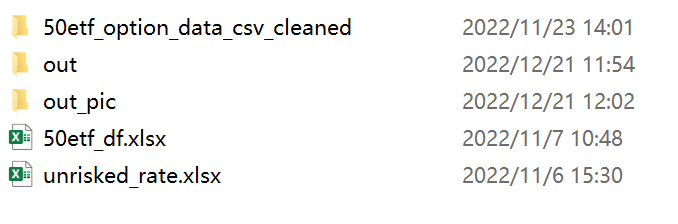 50etf_option_data_csv_cleaned 2022/11/23 14:01
out 2022/12/21 11:54
out_pic 2022/12/21 12:02
50etf_df.xlsx 2022/11/7 10:48
unrisked_rate.xlsx 2022/11/6 15:30